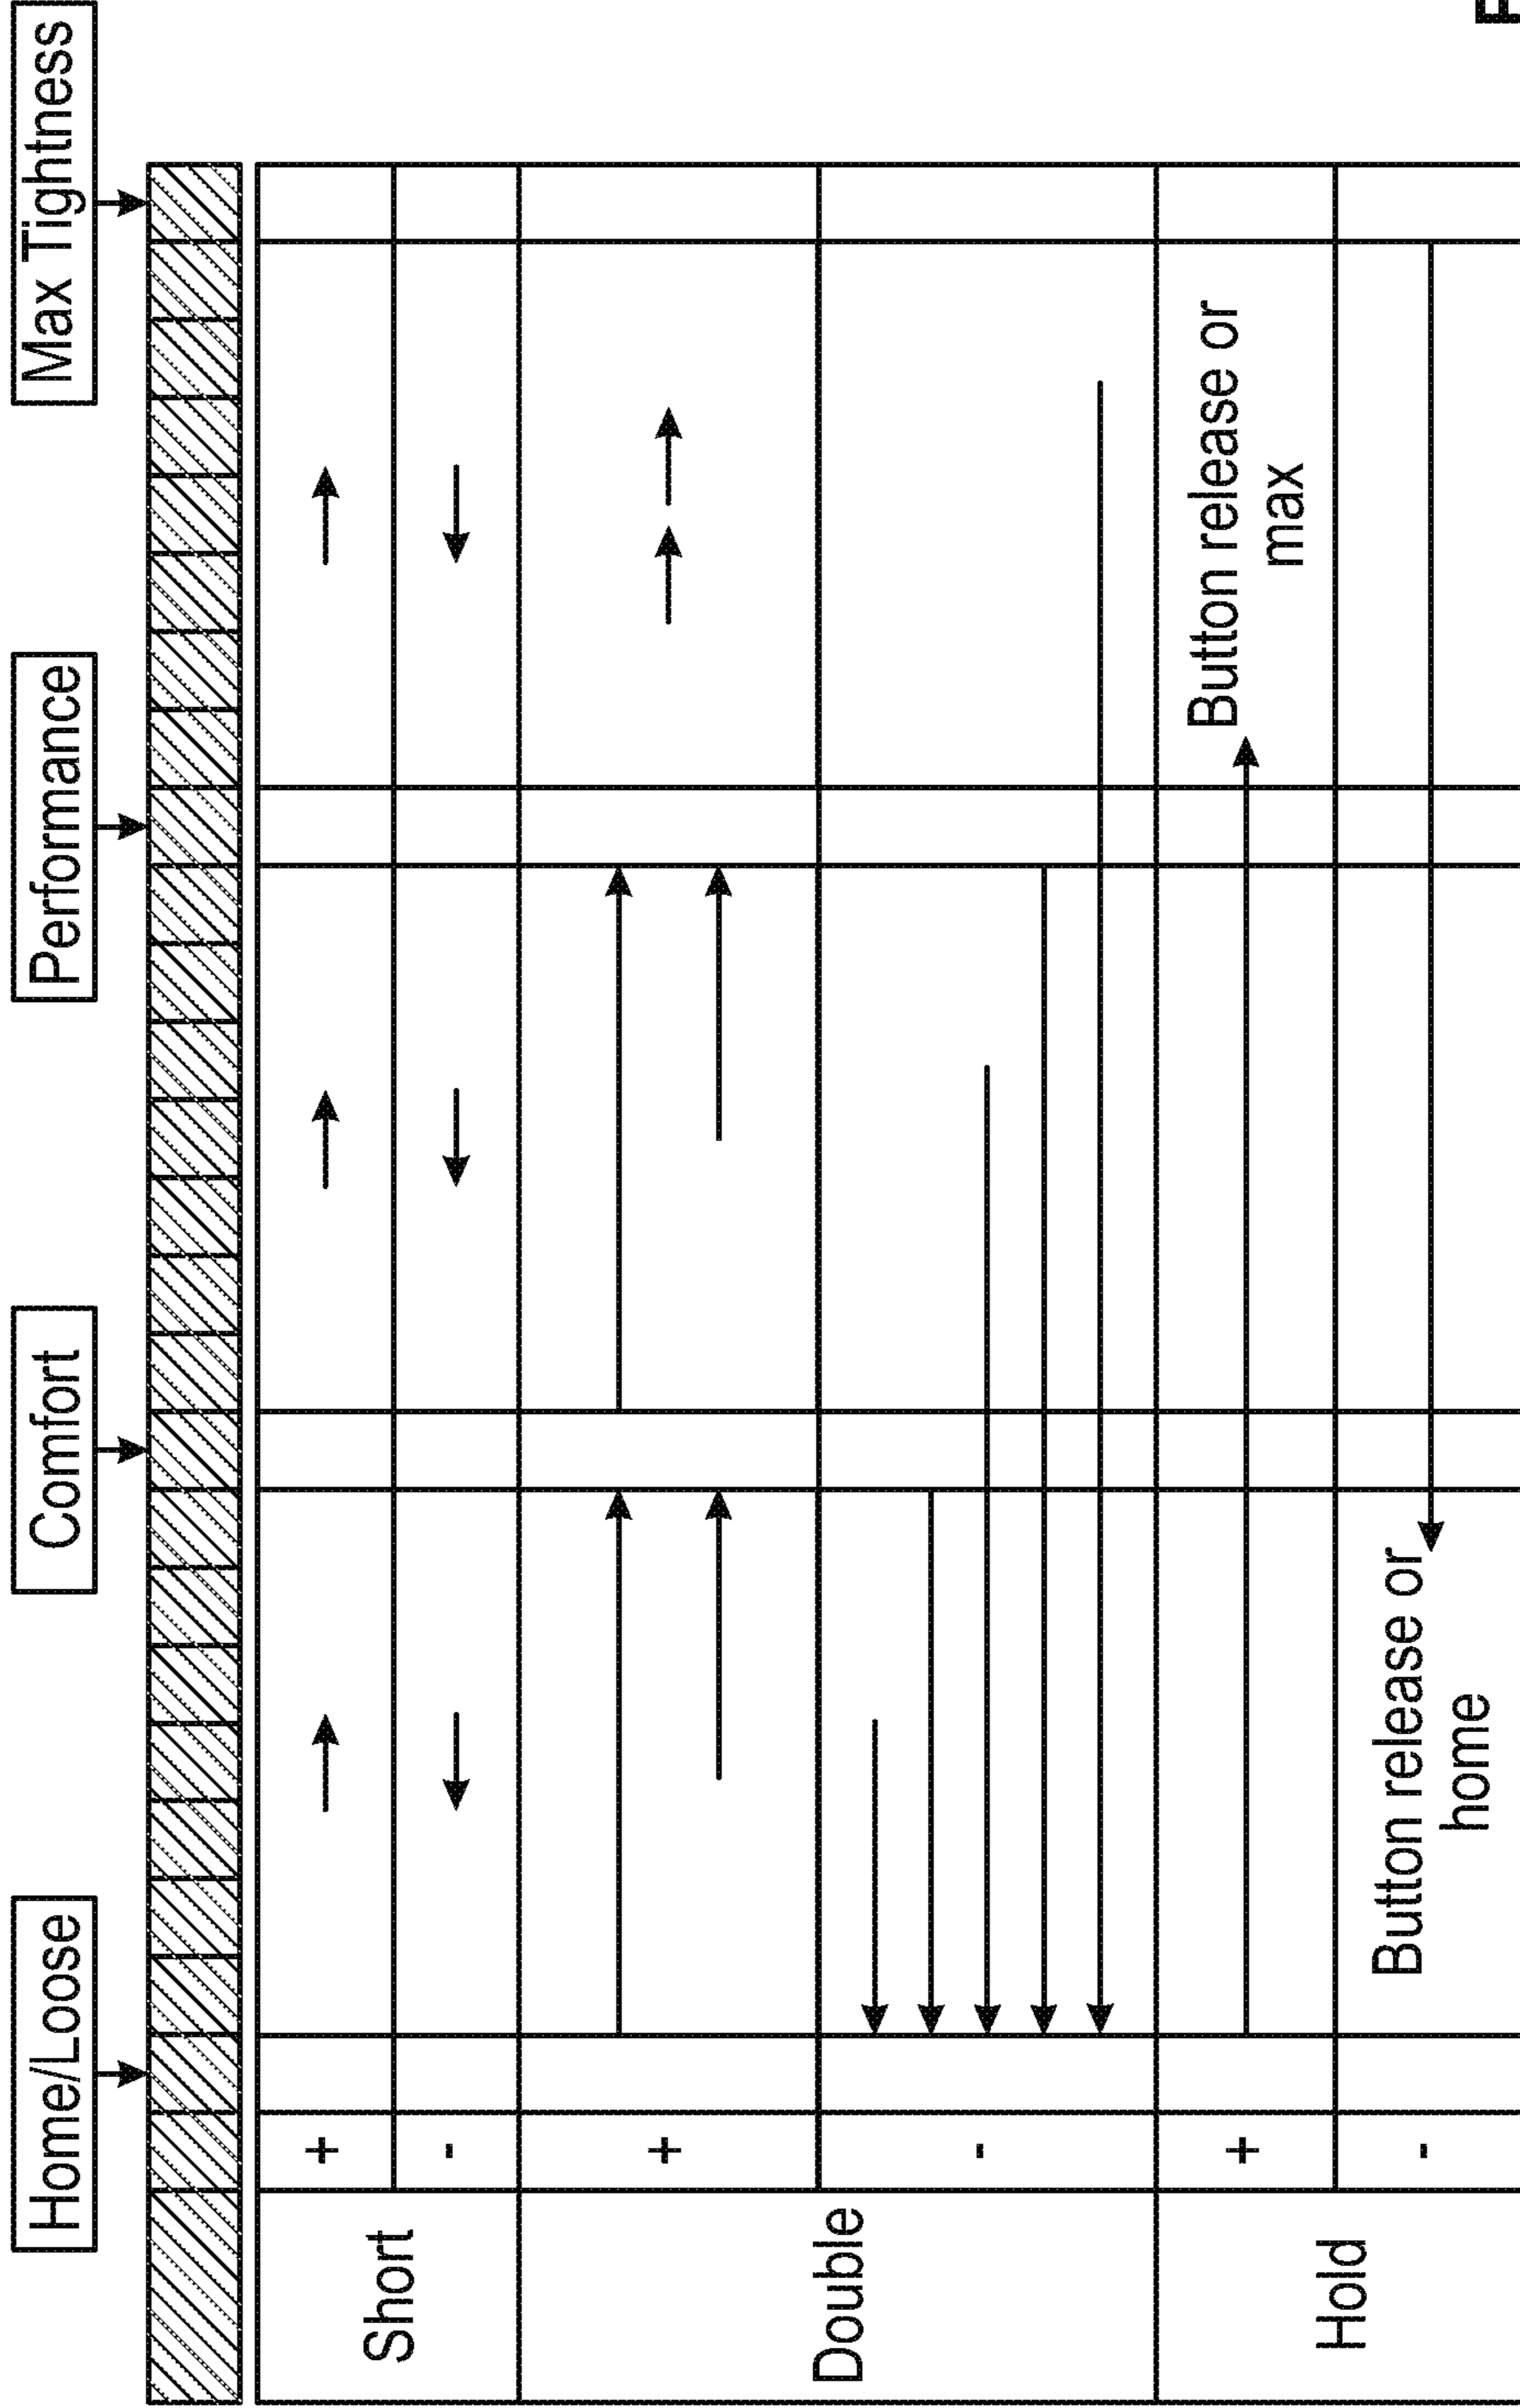 Home/Loose
Comfort
Performance
Max Tightness
Short
+
-
Double
+
-
Hold
+
Button release or
max
-
Button release or
home